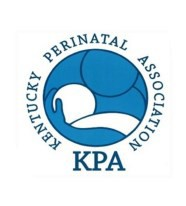 KENTUCKY PERINATAL ASSOCIATION
KPA